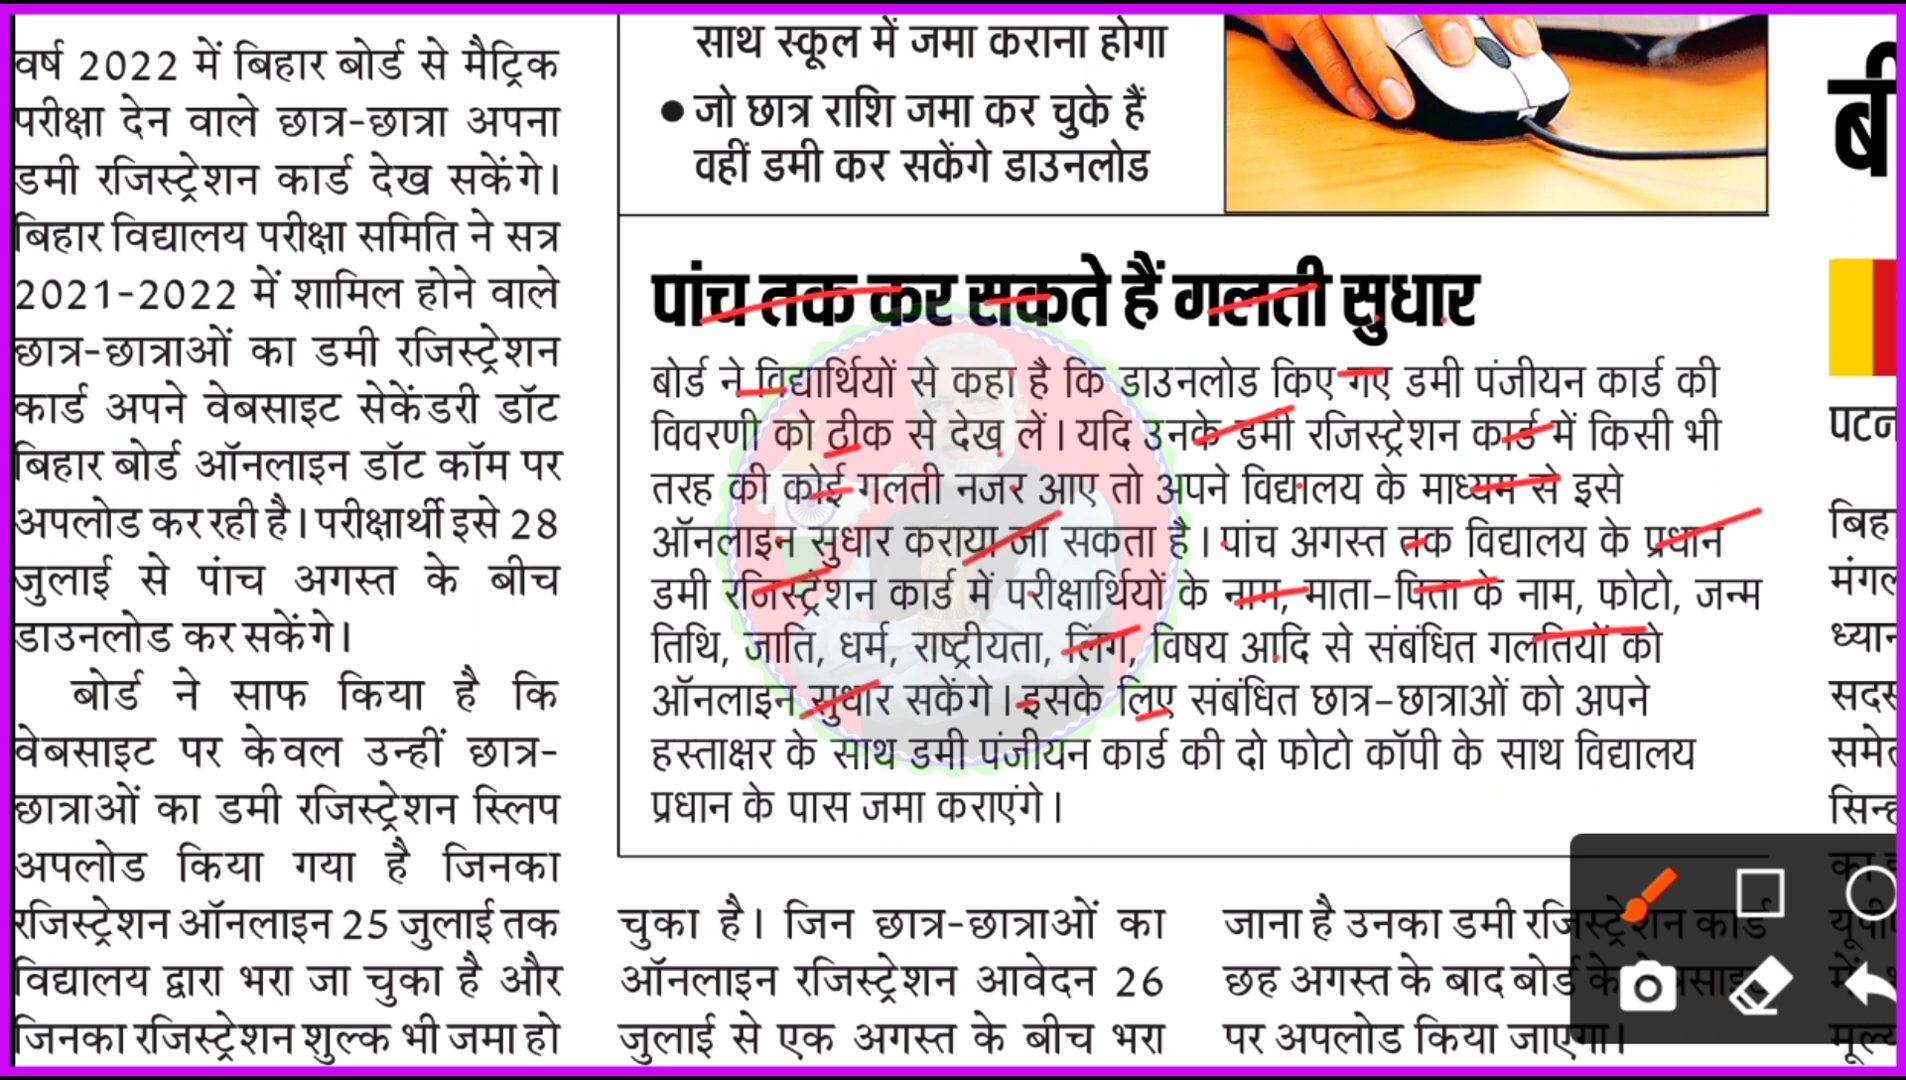 वर्ष 2022 में बिहार बोर्ड से मैट्रिक
परीक्षा देन वाले छात्र-छात्रा अपना
डमी रजिस्ट्रेशन कार्ड देख सकेंगे।
बिहार विद्यालय परीक्षा समिति ने सत्र
2021-2022 में शामिल होने वाले
छात्र-छात्राओं का डमी रजिस्ट्रेशन
कार्ड अपने वेबसाइट सेकेंडरी डॉट
बिहार बोर्ड ऑनलाइन डॉट कॉम पर
अपलोड कर रही है। परीक्षार्थी इसे 28
जुलाई से पांच अगस्त के बीच
डाउनलोड कर सकेंगे।
बोर्ड ने साफ किया है कि
वेबसाइट पर केवल उन्हीं छात्र-
छात्राओं का डमी रजिस्ट्रेशन स्लिप
अपलोड किया गया है जिनका
रजिस्ट्रेशन ऑनलाइन 25 जुलाई तक
विद्यालय द्वारा भरा जा चुका है और
जिनका रजिस्ट्रेशन शुल्क भी जमा हो
साथ स्कूल में जमा कराना होगा
● जो छात्र राशि जमा कर चुके हैं
वहीं डमी कर सकेंगे डाउनलोड
पांच तक कर सकते हैं गलती सुधार
बोर्ड ने विद्यार्थियों से कहा है कि डाउनलोड किए गए डमी पंजीयन कार्ड की
विवरणी को ठीक से देख लें। यदि उनके डमी रजिस्ट्रेशन कार्ड में किसी भी
तरह की कोई गलती नजर आए तो अपने विद्यालय के माध्यम से इसे
ऑनलाइन सुधार कराया जा सकता है। पांच अगस्त तक विद्यालय के प्रधान
डमी रजिस्ट्रेशन कार्ड में परीक्षार्थियों के नाम, माता-पिता के नाम, फोटो, जन्म
तिथि, जाति, धर्म, राष्ट्रीयता, लिंग, विषय आदि से संबंधित गलतियों को
ऑनलाइन सुधार सकेंगे। इसके लिए संबंधित छात्र-छात्राओं को अपने
हस्ताक्षर के साथ डमी पंजीयन कार्ड की दो फोटो कॉपी के साथ विद्यालय
प्रधान के पास जमा कराएंगे।
चुका है। जिन छात्र-छात्राओं का
ऑनलाइन रजिस्ट्रेशन आवेदन 26
जुलाई से एक अगस्त के बीच भरा
जाना है उनका डमी रजिस्ट्रेशन कार्ड
छह अगस्त के बाद बोर्ड के
पर अपलोड किया जाएगा।